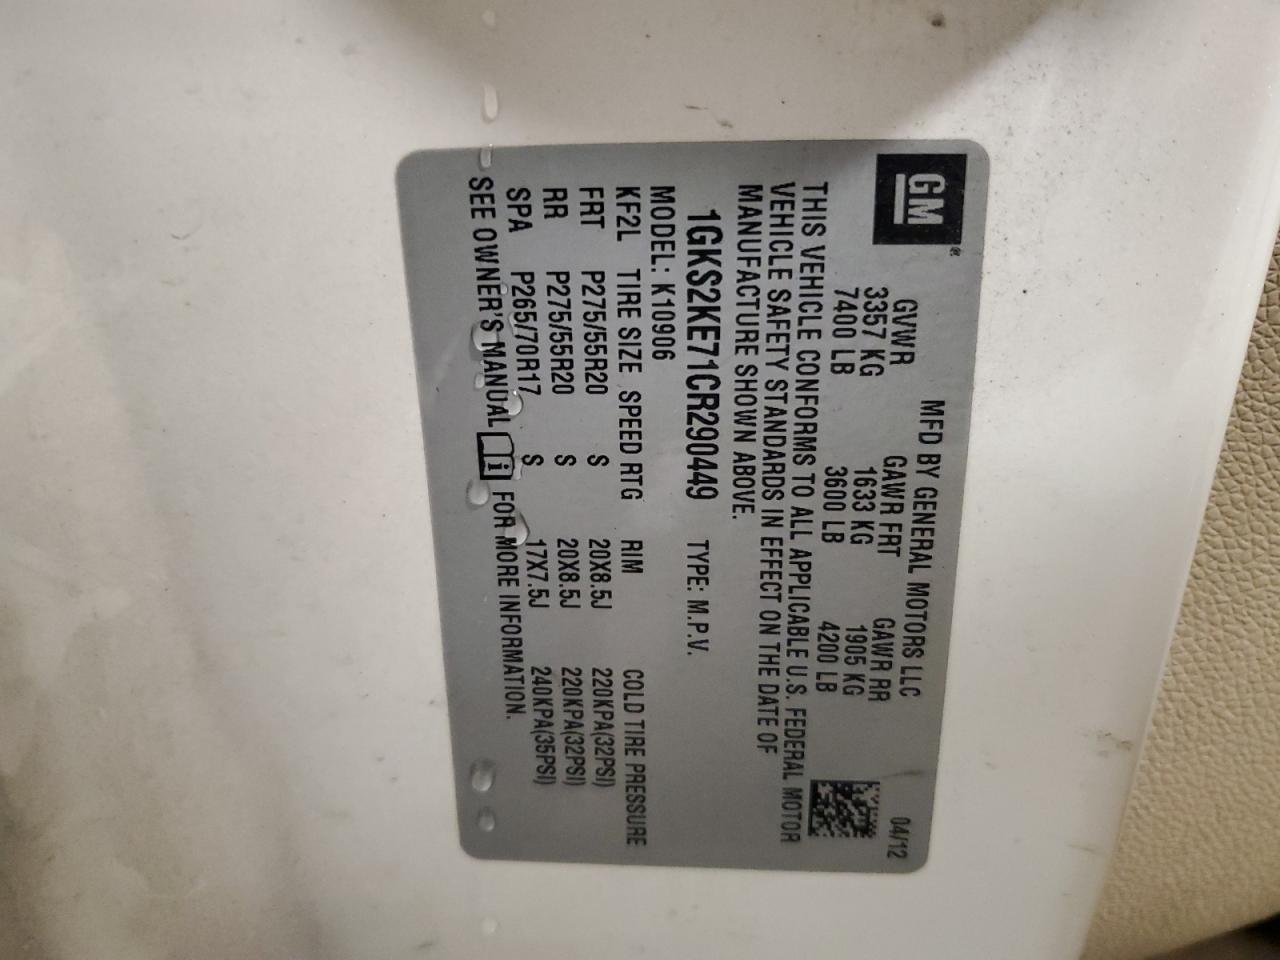 GM®
MFD BY GENERAL MOTORS LLC 04/12
GVWR GAWR FRT GAWR RR
3357 KG 1633 KG 1905 KG
7400 LB 3600 LB 4200 LB
THIS VEHICLE CONFORMS TO ALL APPLICABLE U.S. FEDERAL MOTOR
VEHICLE SAFETY STANDARDS IN EFFECT ON THE DATE OF
MANUFACTURE SHOWN ABOVE.
1GKS2KE71CR290449 TYPE: M.P.V.
MODEL: K10906
KF2L TIRE SIZE SPEED RTG RIM COLD TIRE PRESSURE
FRT P275/55R20 S 20X8.5J 220KPA(32PSI)
RR P275/55R20 S 20X8.5J 220KPA(32PSI)
SPA P265/70R17 S 17X7.5J 240KPA(35PSI)
SEE OWNER'S MANUAL i FOR MORE INFORMATION.